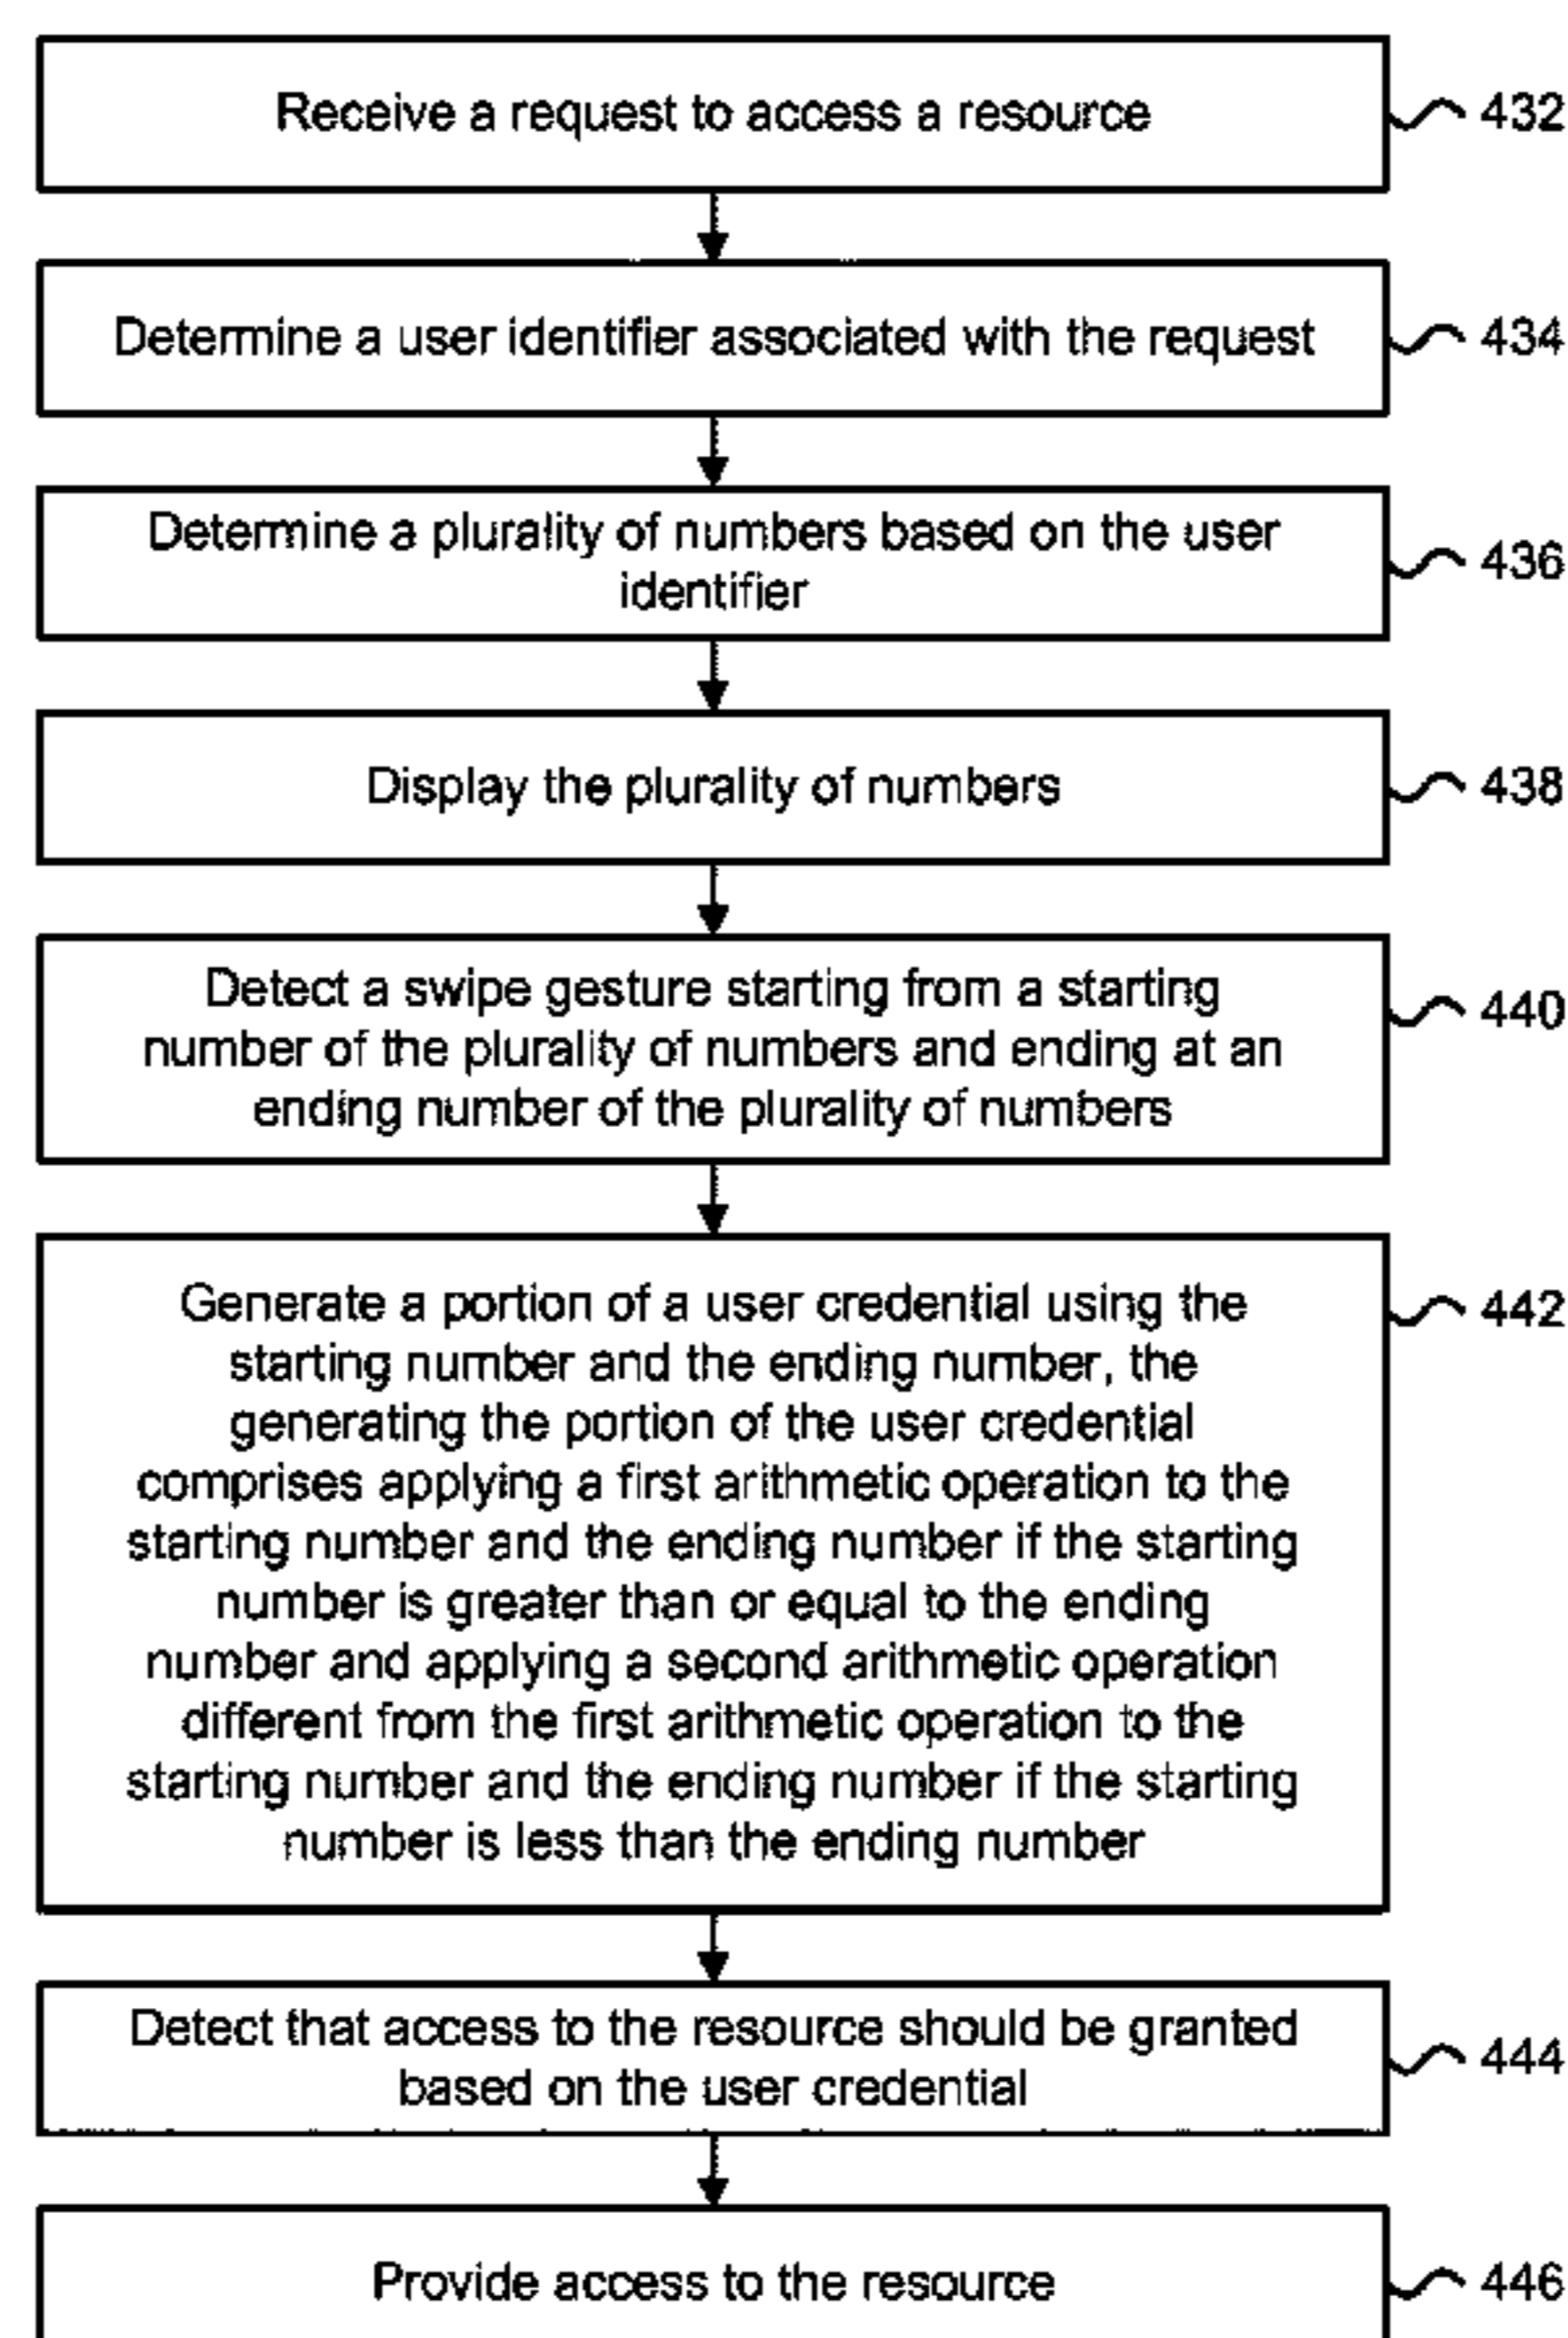 Receive a request to access a resource
432
Determine a user identifier associated with the request
434
Determine a plurality of numbers based on the user
identifier
436
Display the plurality of numbers
438
Detect a swipe gesture starting from a starting
number of the plurality of numbers and ending at an
ending number of the plurality of numbers
440
Generate a portion of a user credential using the
starting number and the ending number, the
generating the portion of the user credential
comprises applying a first arithmetic operation to the
starting number and the ending number if the starting
number is greater than or equal to the ending
number and applying a second arithmetic operation
different from the first arithmetic operation to the
starting number and the ending number if the starting
number is less than the ending number
442
Detect that access to the resource should be granted
based on the user credential
444
Provide access to the resource
446